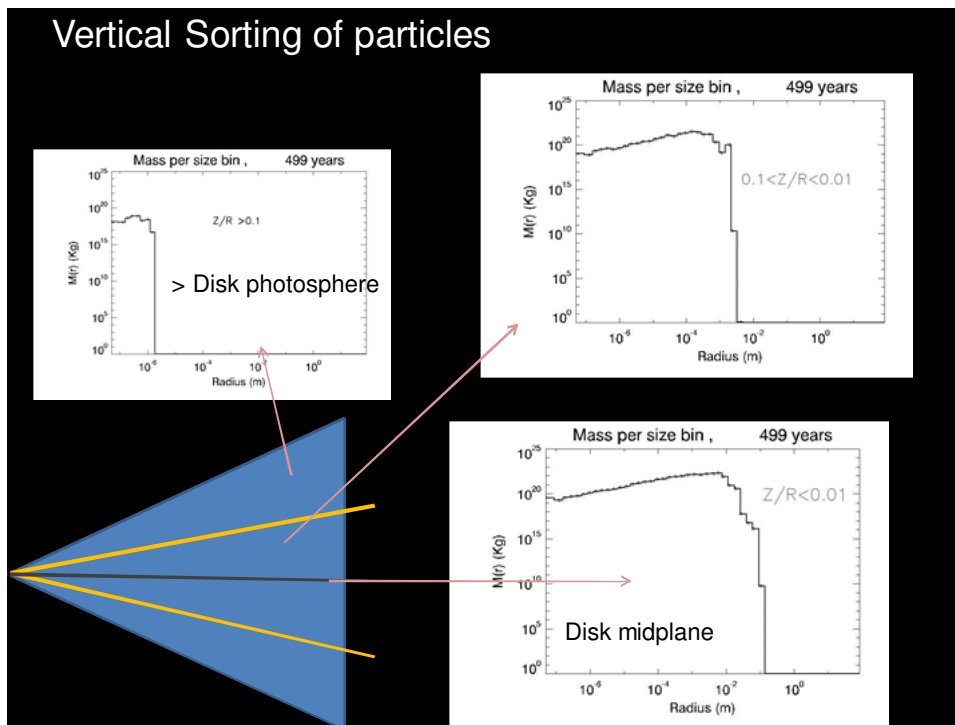 Vertical Sorting of particles
Mass per size bin , 499 years
M(r) (Kg)
10^25
10^20
10^15
10^10
10^5
10^0
Z/R >0.1
> Disk photosphere
10^-6 10^-4 10^-2 10^0
Radius (m)
Mass per size bin , 499 years
M(r) (Kg)
10^25
10^20
10^15
10^10
10^5
10^0
0.1<Z/R<0.01
10^-6 10^-4 10^-2 10^0
Radius (m)
Mass per size bin , 499 years
M(r) (Kg)
10^25
10^20
10^15
10^10
10^5
10^0
Z/R<0.01
Disk midplane
10^-6 10^-4 10^-2 10^0
Radius (m)